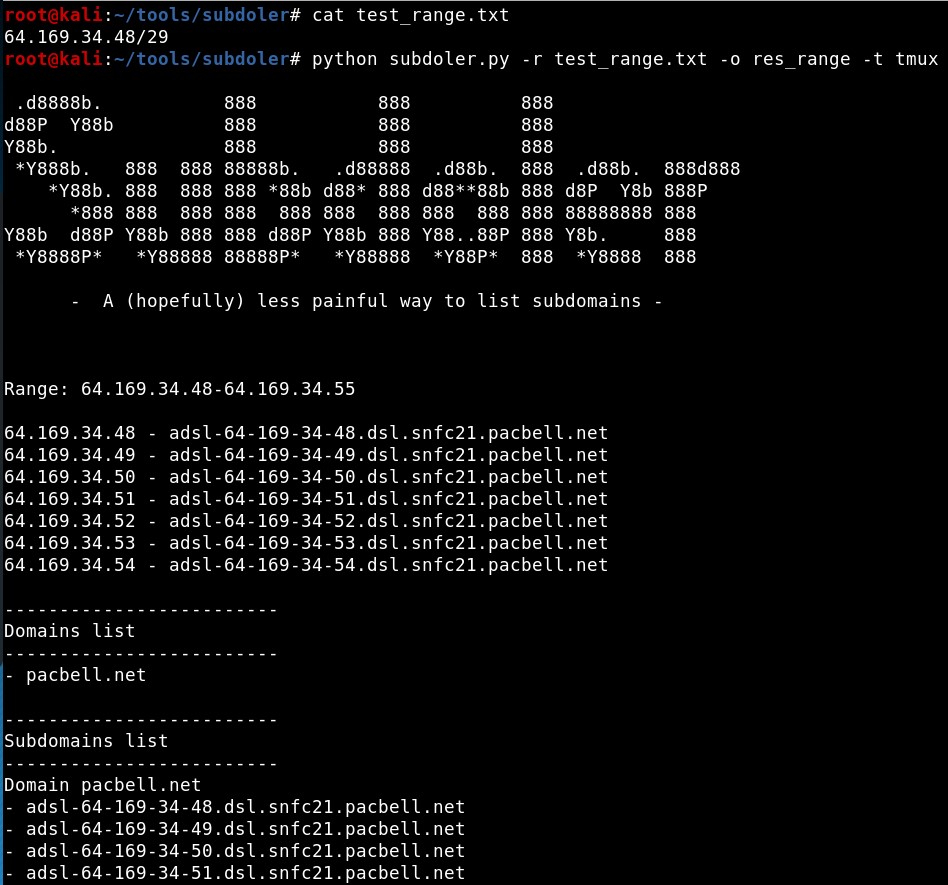 root@kali:~/tools/subdoler# cat test_range.txt
64.169.34.48/29
root@kali:~/tools/subdoler# python subdoler.py -r test_range.txt -o res_range -t tmux
 .d8888b.           888           888          888
d88P  Y88b          888           888          888
Y88b.               888           888          888
 *Y888b.   888  888 88888b.   .d88888  .d88b.  888  .d88b.  888d888
    *Y88b. 888  888 888 *88b d88* 888 d88**88b 888 d8P  Y8b 888P
      *888 888  888 888  888 888  888 888  888 888 88888888 888
Y88b  d88P Y88b 888 888 d88P Y88b 888 Y88..88P 888 Y8b.     888
 *Y8888P*   *Y88888 88888P*   *Y88888  *Y88P*  888  *Y8888  888
      -  A (hopefully) less painful way to list subdomains -
Range: 64.169.34.48-64.169.34.55
64.169.34.48 - adsl-64-169-34-48.dsl.snfc21.pacbell.net
64.169.34.49 - adsl-64-169-34-49.dsl.snfc21.pacbell.net
64.169.34.50 - adsl-64-169-34-50.dsl.snfc21.pacbell.net
64.169.34.51 - adsl-64-169-34-51.dsl.snfc21.pacbell.net
64.169.34.52 - adsl-64-169-34-52.dsl.snfc21.pacbell.net
64.169.34.53 - adsl-64-169-34-53.dsl.snfc21.pacbell.net
64.169.34.54 - adsl-64-169-34-54.dsl.snfc21.pacbell.net
-------------------------
Domains list
-------------------------
- pacbell.net
-------------------------
Subdomains list
-------------------------
Domain pacbell.net
- adsl-64-169-34-48.dsl.snfc21.pacbell.net
- adsl-64-169-34-49.dsl.snfc21.pacbell.net
- adsl-64-169-34-50.dsl.snfc21.pacbell.net
- adsl-64-169-34-51.dsl.snfc21.pacbell.net